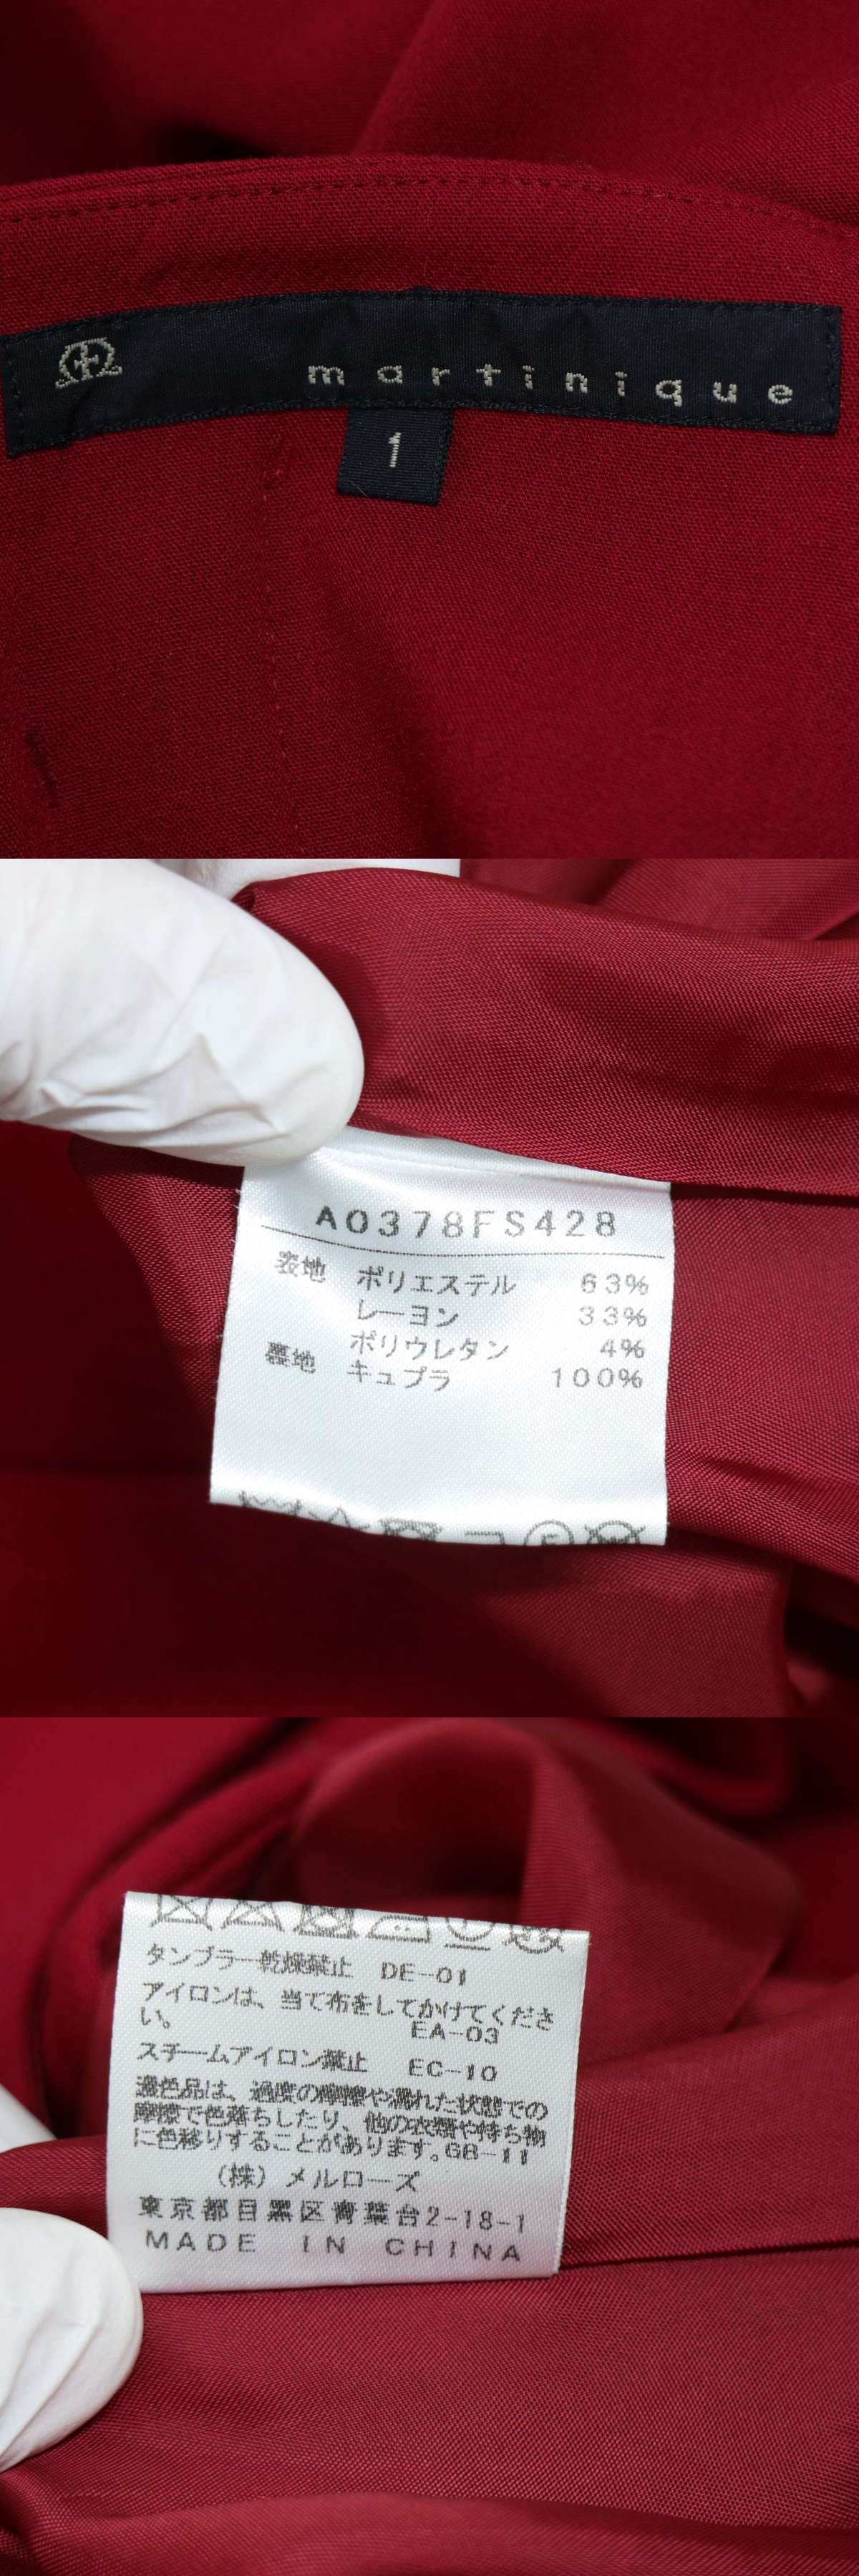 martinique
1
A0378FS428
表地 ポリエステル 63%
レーヨン 33%
ポリウレタン 4%
裏地 キュプラ 100%
タンブラー乾燥禁止 DE-01
アイロンは、当て布をしてかけてくださ
い。 EA-03
スチームアイロン禁止 EC-10
濃色品は、過度の摩擦や濡れた状態での
摩擦で色落ちしたり、他の衣類や持ち物
に色移りすることがあります。GB-11
(株)メルローズ
東京都目黒区青葉台2-18-1
MADE IN CHINA